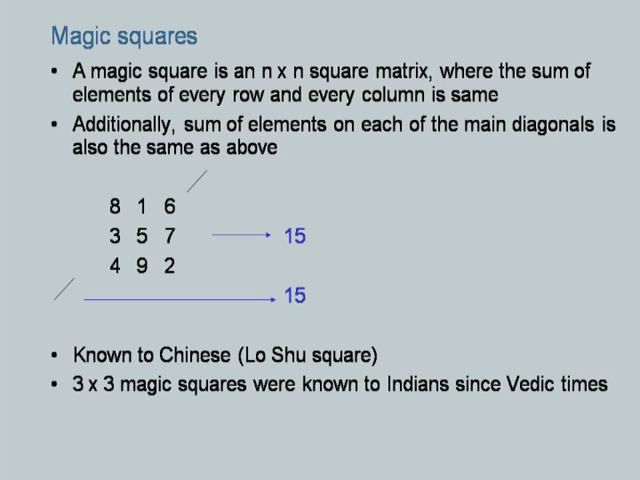 Magic squares
• A magic square is an n x n square matrix, where the sum of
elements of every row and every column is same
• Additionally, sum of elements on each of the main diagonals is
also the same as above
8 1 6
3 5 7 15
4 9 2
15
• Known to Chinese (Lo Shu square)
• 3 x 3 magic squares were known to Indians since Vedic times